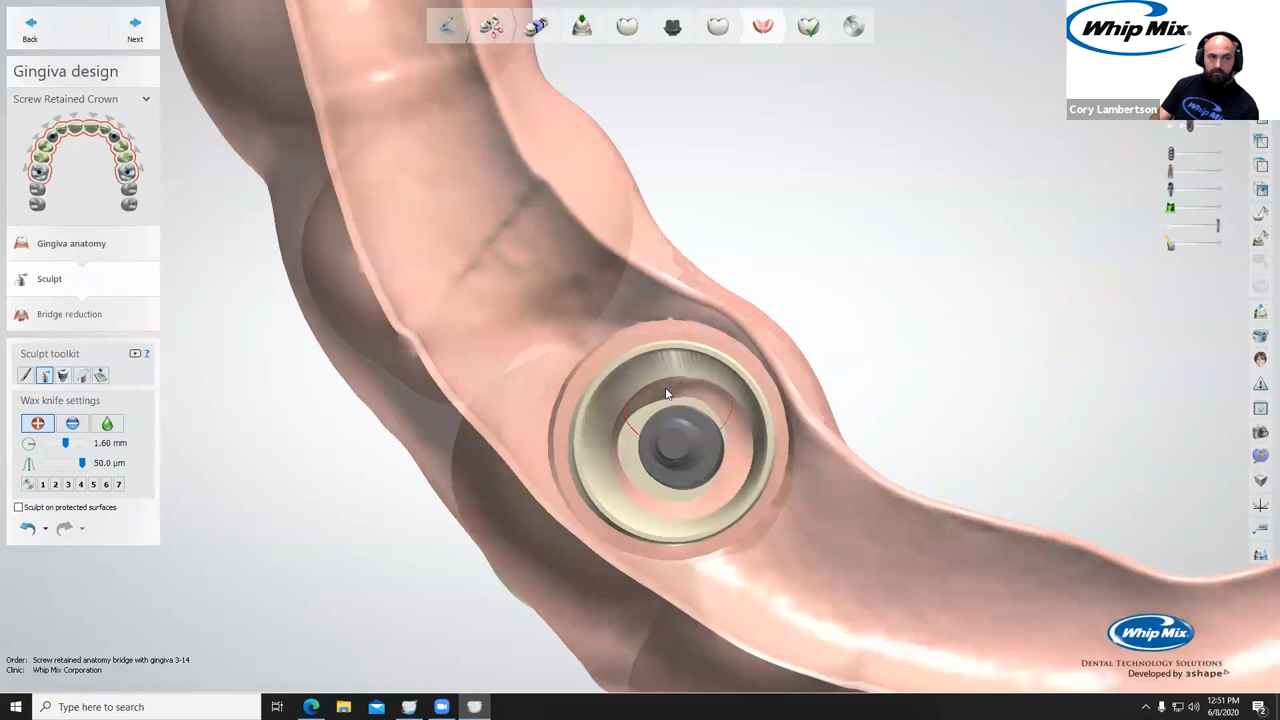 Back
Next
Gingiva design
Screw Retained Crown
Gingiva anatomy
Sculpt
Bridge reduction
Sculpt toolkit
?
Wax knife settings
1.60 mm
50.0 µm
1 2 3 4 5 6 7
Sculpt on protected surfaces
Order: Screw retained anatomy bridge with gingiva 3-14
Clinic: Whip Mix Corporation
Whip Mix®
Cory Lambertson
Whip Mix
Whip Mix
DENTAL TECHNOLOGY SOLUTIONS
Developed by 3shape
Type here to search
12:51 PM
6/8/2020
2